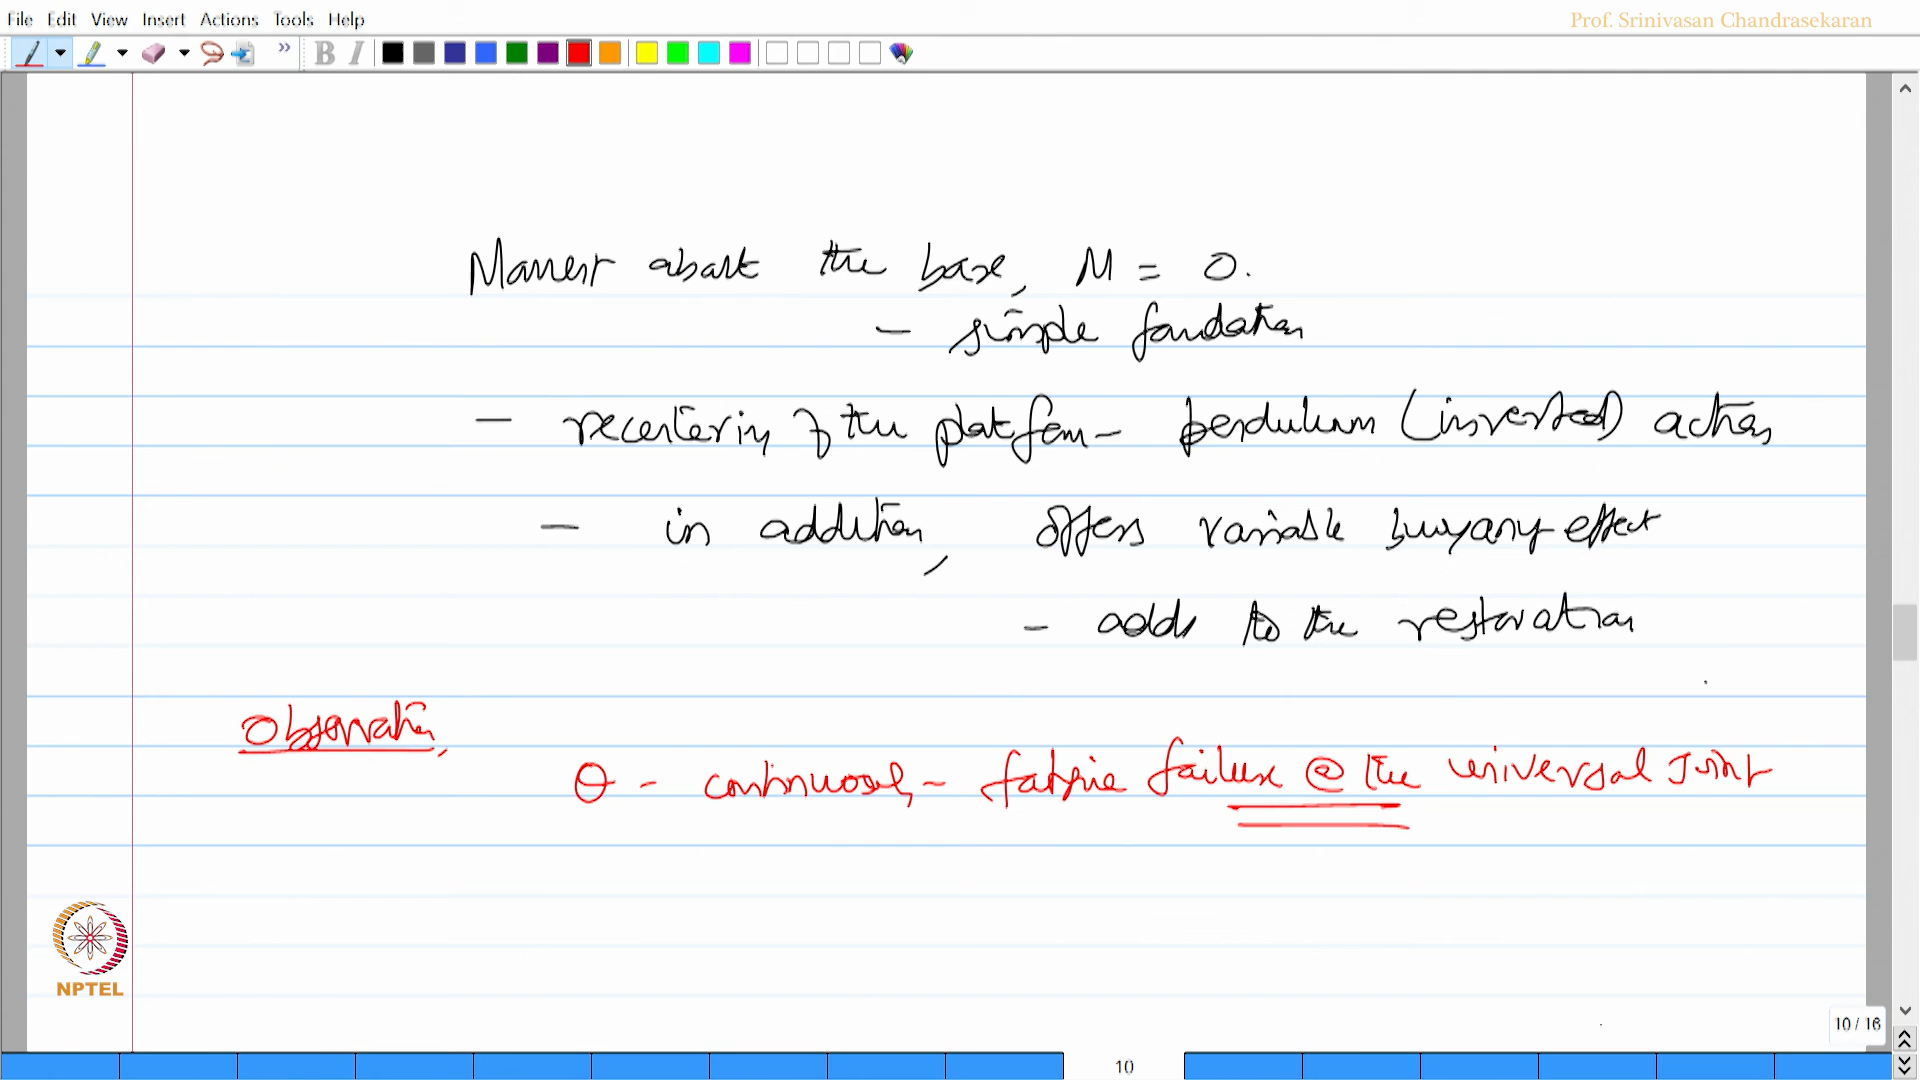 File Edit View Insert Actions Tools Help
Prof. Srinivasan Chandrasekaran
B I
Moment about the base, M = 0.
- simple foundation
- recentering of the platform - pendulum (inverted) action
- in addition, offers variable buoyancy effect
- adds to the restoration
Observation,
θ - continuous, - fatigue failure @ the universal joint
NPTEL
10 / 16
10